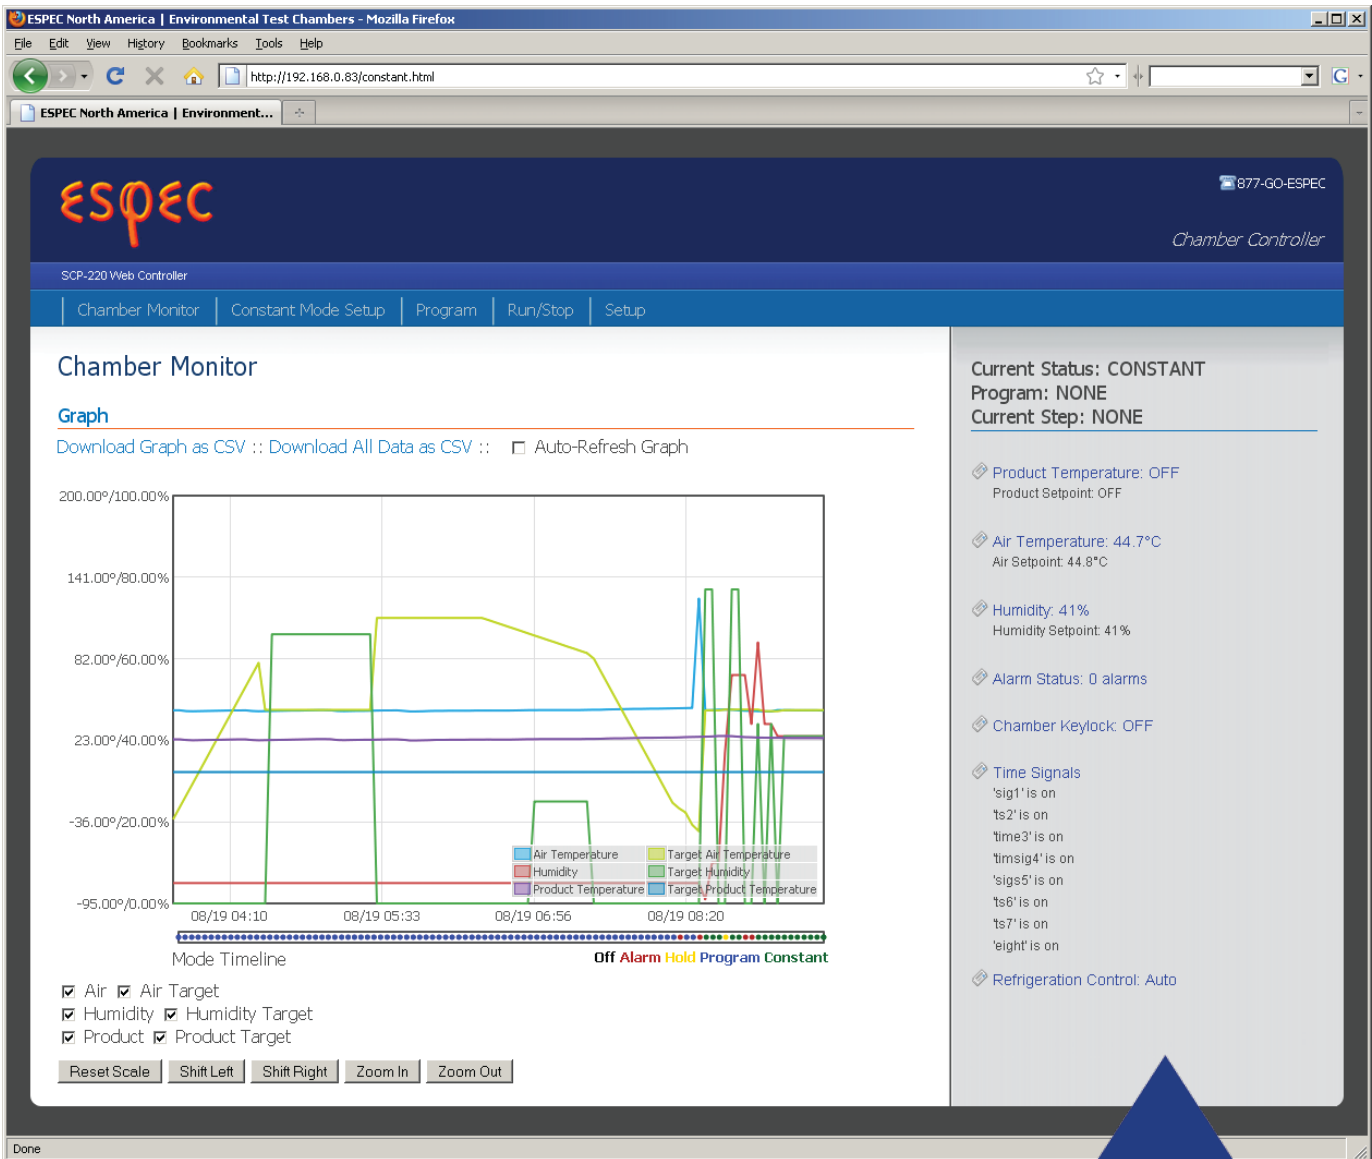 ESPEC North America | Environmental Test Chambers - Mozilla Firefox
File Edit View History Bookmarks Tools Help
http://192.168.0.83/constant.html
G
ESPEC North America | Environment...
ESPEC
877-GO-ESPEC
Chamber Controller
SCP-220 Web Controller
Chamber Monitor Constant Mode Setup Program Run/Stop Setup
Chamber Monitor
Graph
Download Graph as CSV :: Download All Data as CSV :: Auto-Refresh Graph
200.00º/100.00%
141.00º/80.00%
82.00º/60.00%
23.00º/40.00%
-36.00º/20.00%
-95.00º/0.00%
Air Temperature Target Air Temperature
Humidity Target Humidity
Product Temperature Target Product Temperature
08/19 04:10 08/19 05:33 08/19 06:56 08/19 08:20
Mode Timeline
Off Alarm Hold Program Constant
Air Air Target
Humidity Humidity Target
Product Product Target
Reset Scale Shift Left Shift Right Zoom In Zoom Out
Current Status: CONSTANT
Program: NONE
Current Step: NONE
Product Temperature: OFF
Product Setpoint: OFF
Air Temperature: 44.7°C
Air Setpoint: 44.8°C
Humidity: 41%
Humidity Setpoint: 41%
Alarm Status: 0 alarms
Chamber Keylock: OFF
Time Signals
'sig1' is on
'ts2' is on
'time3' is on
'timsig4' is on
'sigs5' is on
'ts6' is on
'ts7' is on
'eight' is on
Refrigeration Control: Auto
Done